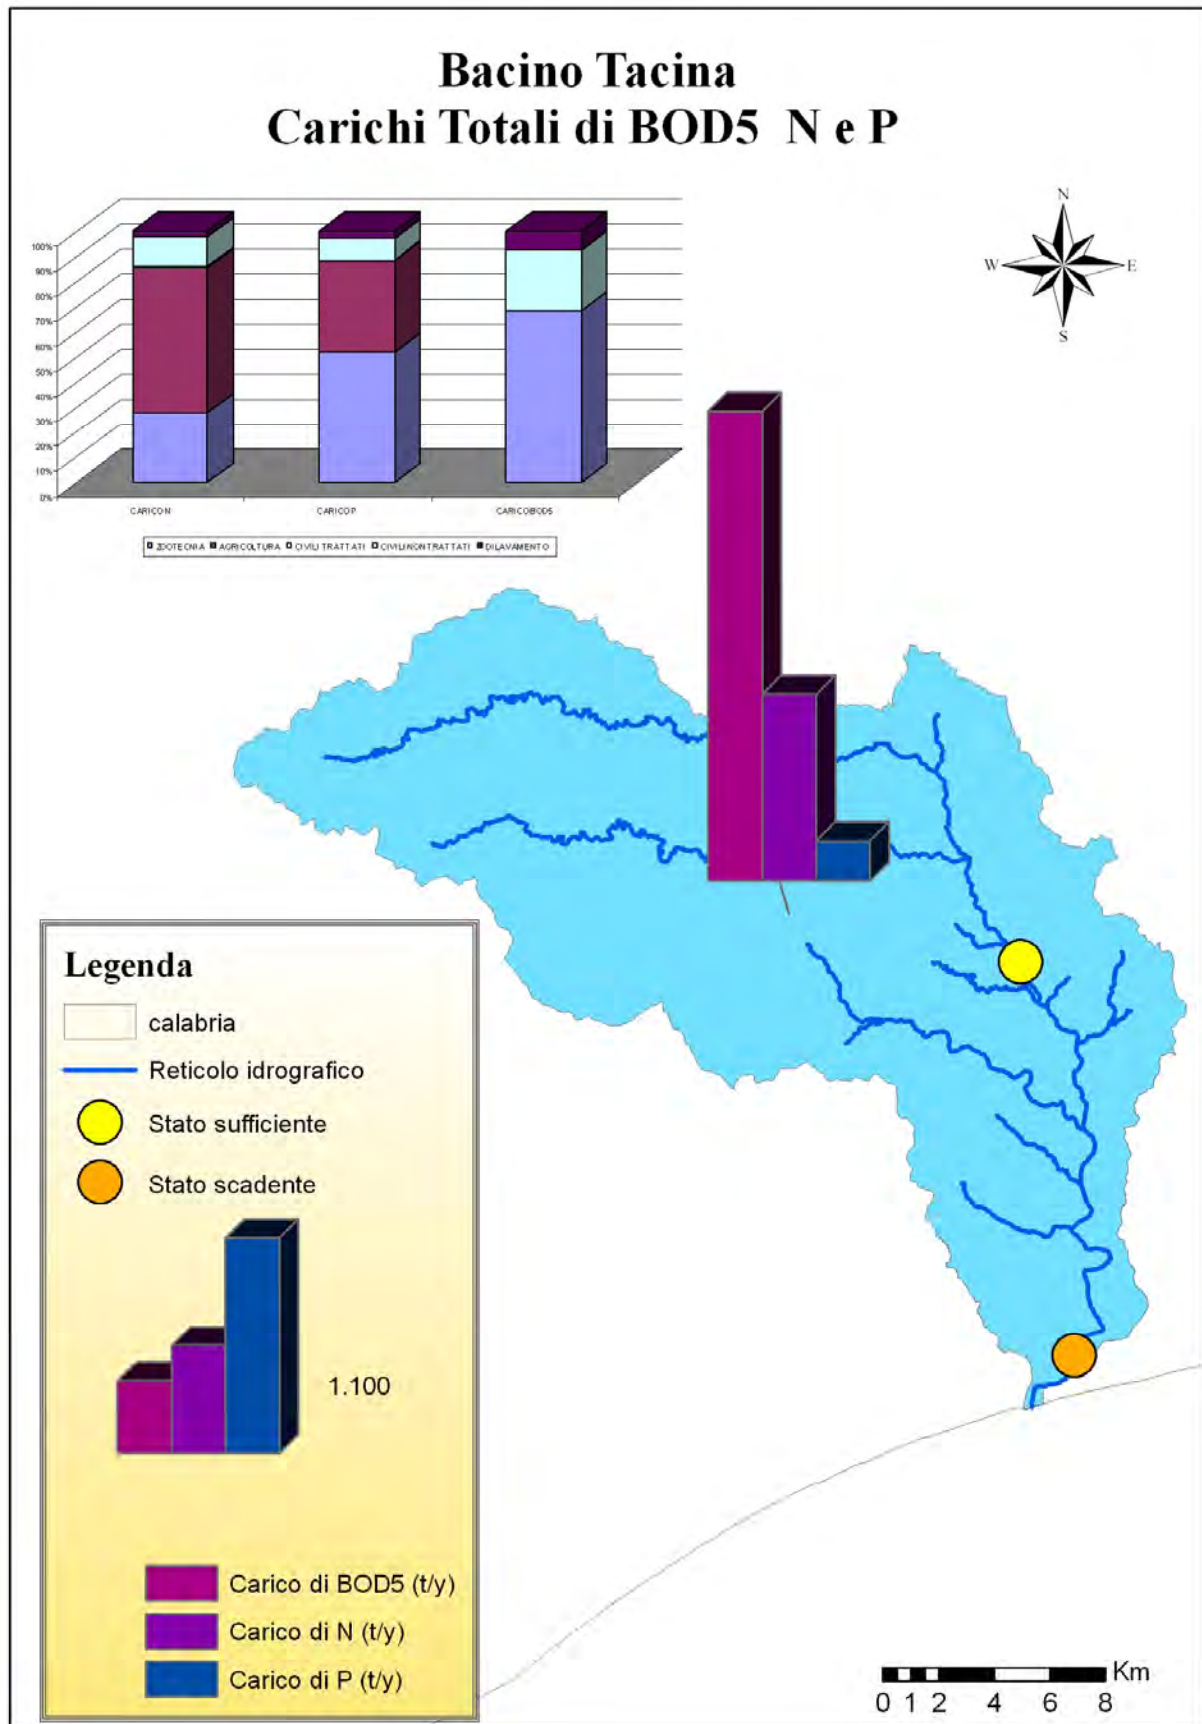 Bacino Tacina
Carichi Totali di BOD5 N e P
N
W E
S
100%
90%
80%
70%
60%
50%
40%
30%
20%
10%
0%
CARICO N CARICO P CARICO BOD5
ZOOTECNIA AGRICOLTURA CIVILI TRATTATI CIVILI NON TRATTATI DILAVAMENTO
Legenda
calabria
Reticolo idrografico
Stato sufficiente
Stato scadente
1.100
Carico di BOD5 (t/y)
Carico di N (t/y)
Carico di P (t/y)
Km
0 1 2 4 6 8